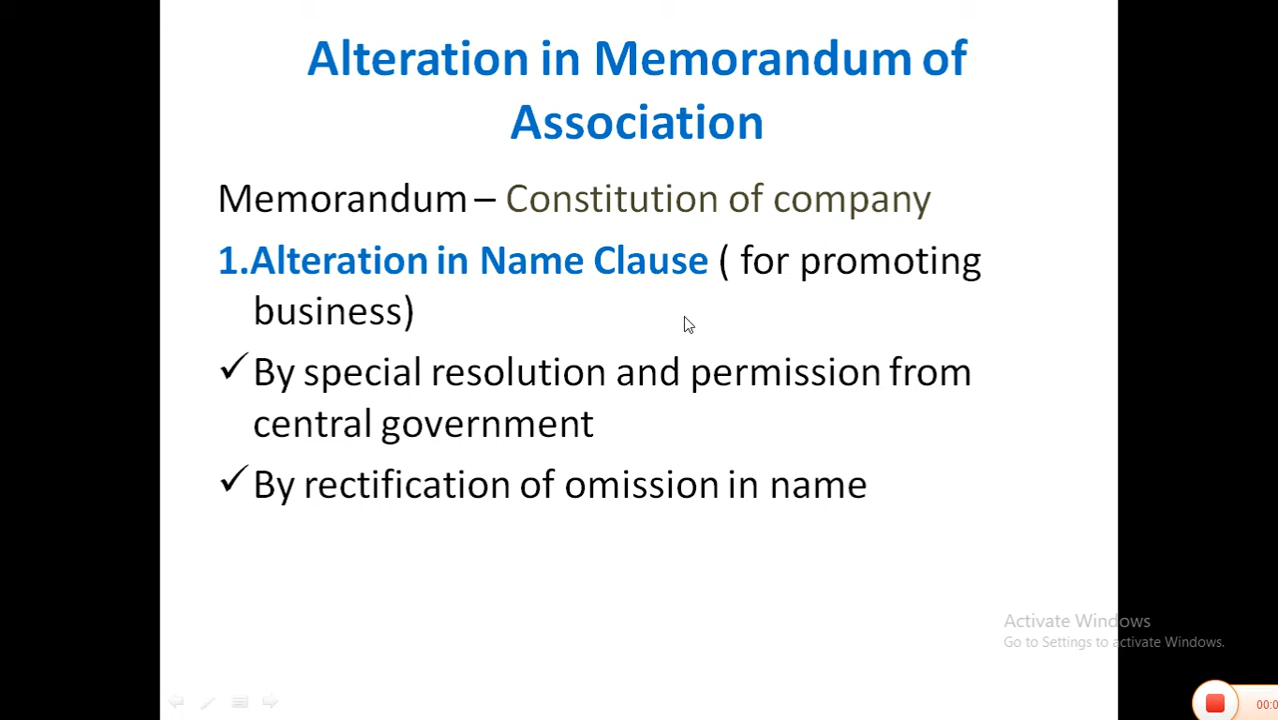 Alteration in Memorandum of
Association
Memorandum – Constitution of company
1.Alteration in Name Clause ( for promoting
business)
✓ By special resolution and permission from
central government
✓ By rectification of omission in name
Activate Windows
Go to Settings to activate Windows.